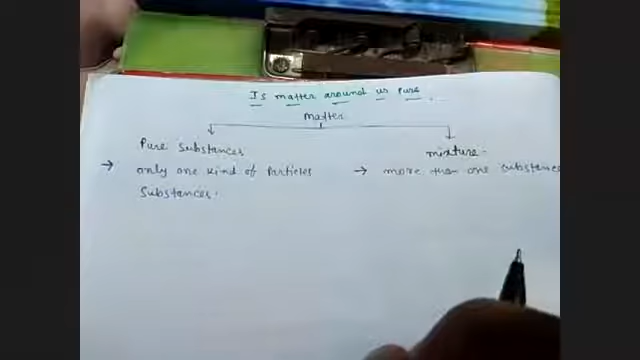 Is matter around us Pure
matter
Pure Substances
mixture.
→ only one kind of Particles
Substances.
→ more than one substances